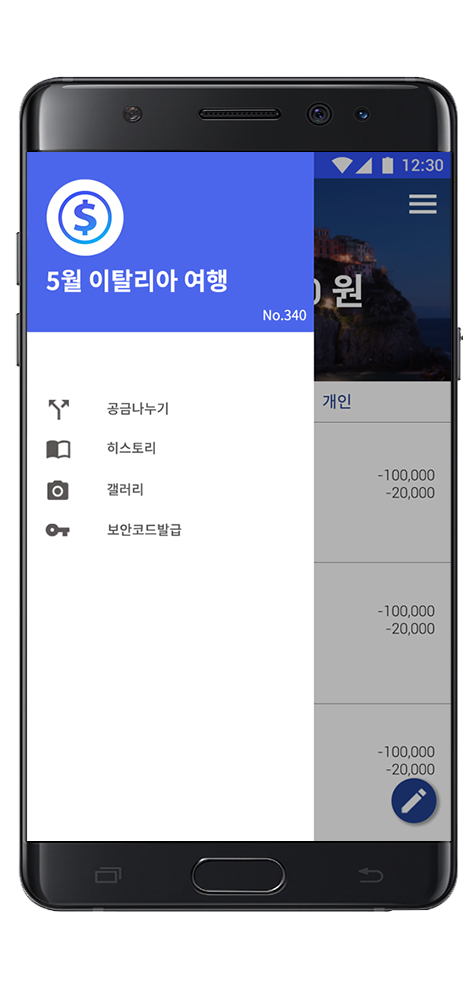 12:30
$
5월 이탈리아 여행
No.340
0 원
공금나누기
히스토리
갤러리
보안코드발급
개인
-100,000
-20,000
-100,000
-20,000
-100,000
-20,000